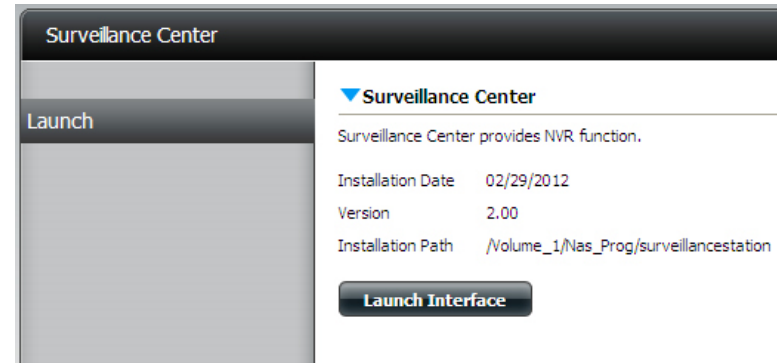 Surveillance Center
Launch
Surveillance Center
Surveillance Center provides NVR function.
Installation Date 02/29/2012
Version 2.00
Installation Path /Volume_1/Nas_Prog/surveillancestation
Launch Interface